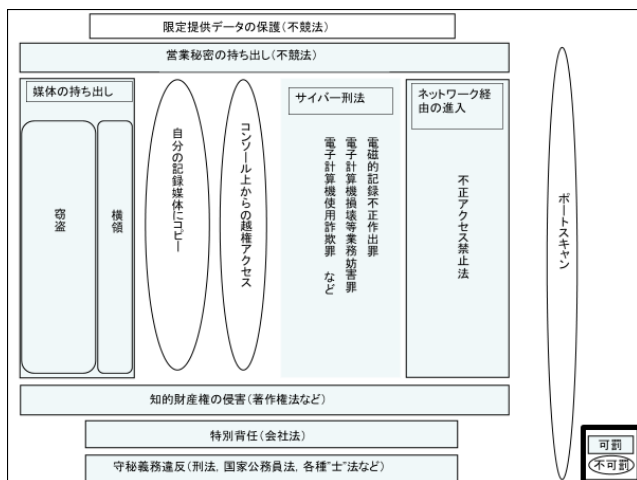 限定提供データの保護(不競法)
営業秘密の持ち出し(不競法)
媒体の持ち出し
窃盗
横領
自分の記録媒体にコピー
コンソール上からの越権アクセス
サイバー刑法
電磁的記録不正作出罪
電子計算機損壊等業務妨害罪
電子計算機使用詐欺罪 など
ネットワーク経
由の進入
不正アクセス禁止法
ポートスキャン
知的財産権の侵害(著作権法など)
特別背任(会社法)
守秘義務違反(刑法, 国家公務員法, 各種"士"法など)
可罰
不可罰